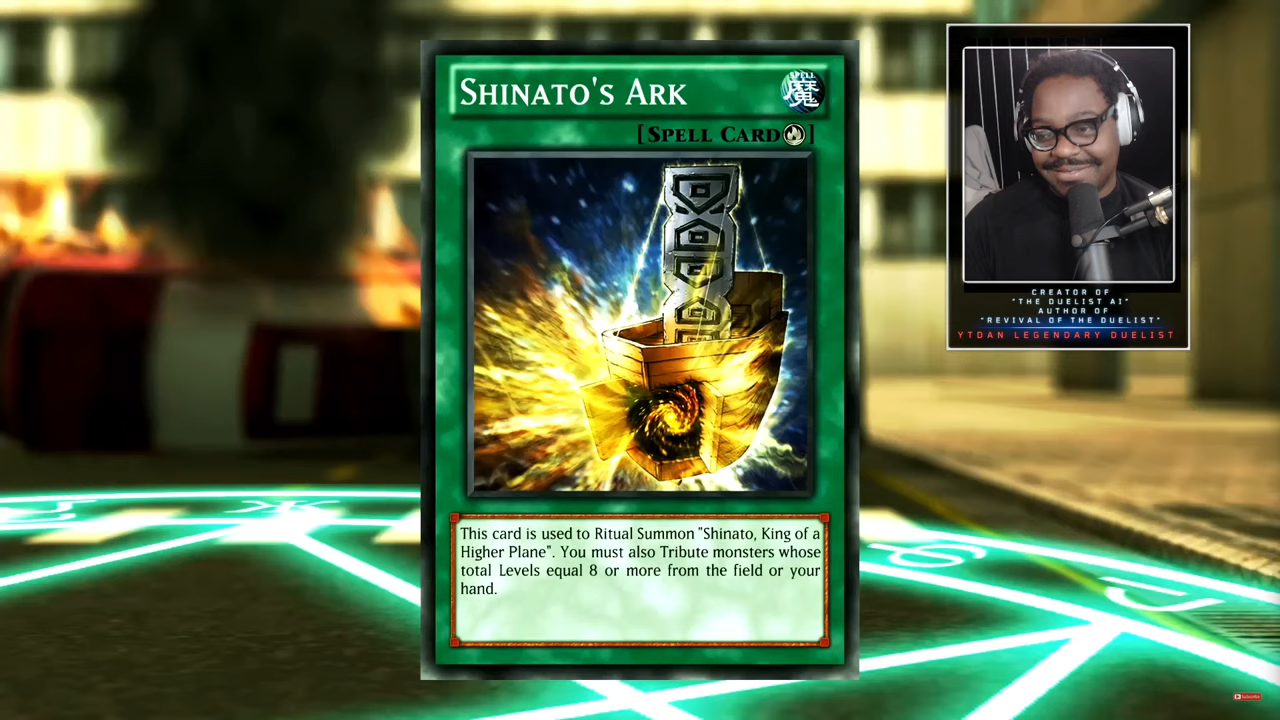 SHINATO'S ARK
SPELL
魔
[SPELL CARD]
This card is used to Ritual Summon "Shinato, King of a
Higher Plane". You must also Tribute monsters whose
total Levels equal 8 or more from the field or your
hand.
CREATOR OF
"THE DUELIST AI"
AUTHOR OF
"REVIVAL OF THE DUELIST"
YTDAN LEGENDARY DUELIST
Subscribe